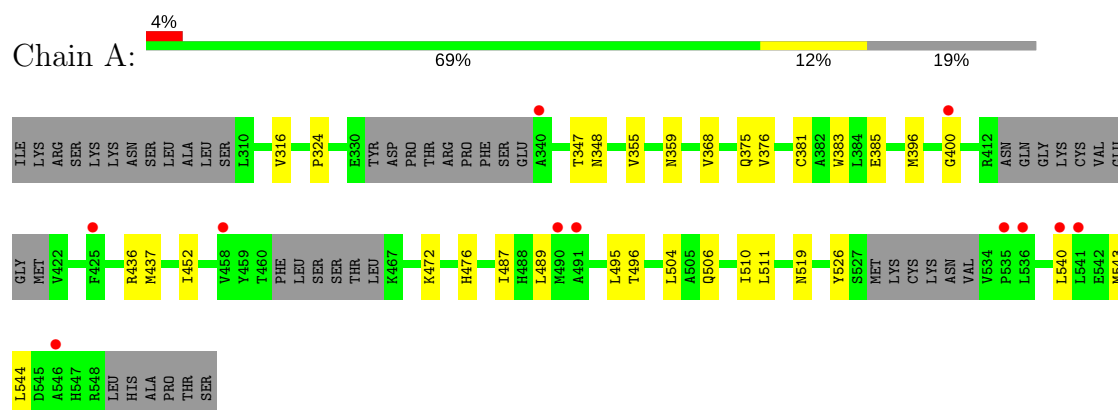 4%
Chain A:
69% 12% 19%
ILE LYS ARG SER LYS LYS ASN SER LEU ALA LEU SER L310 V316 P324 E330 TYR ASP PRO THR ARG PRO PHE SER GLU A340 T347 N348 V355 N359 V368 Q375 V376 C381 A382 W383 L384 E385 M396 G400 R412 ASN GLN GLY LYS CYS VAL GLU
GLY MET V422 F425 R436 M437 I452 V458 Y459 T460 PHE LEU SER SER THR LEU K467 K472 H476 I487 H488 L489 M490 A491 L495 T496 L504 A505 Q506 I510 L511 N519 Y526 S527 MET LYS CYS LYS ASN VAL V534 P535 L536 L540 L541 E542 M543
L544 D545 A546 H547 R548 LEU HIS ALA PRO THR SER